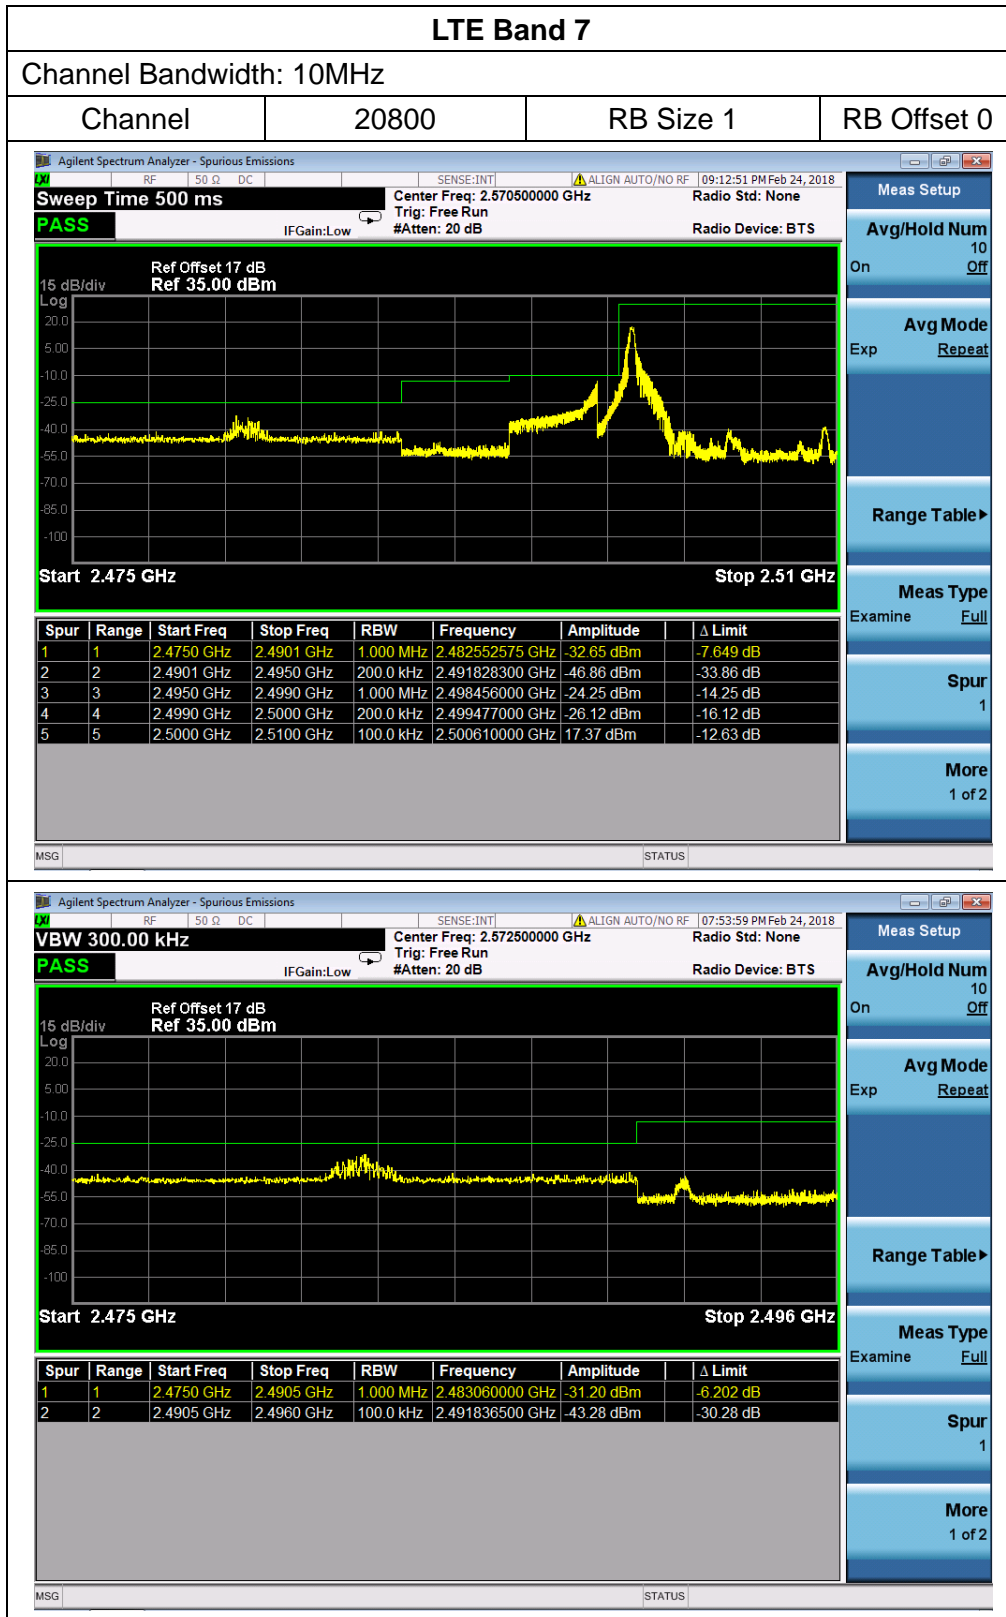 LTE Band 7
Channel Bandwidth: 10MHz
Channel 20800 RB Size 1 RB Offset 0
Agilent Spectrum Analyzer - Spurious Emissions
LXI RF 50 Ω DC SENSE:INT ALIGN AUTO/NO RF 09:12:51 PM Feb 24, 2018
Sweep Time 500 ms Center Freq: 2.570500000 GHz Radio Std: None
Trig: Free Run
PASS IFGain:Low #Atten: 20 dB Radio Device: BTS
Ref Offset 17 dB
15 dB/div Ref 35.00 dBm
Log
20.0
5.00
-10.0
-25.0
-40.0
-55.0
-70.0
-85.0
-100
Start 2.475 GHz Stop 2.51 GHz
Spur Range Start Freq Stop Freq RBW Frequency Amplitude Δ Limit
1 1 2.4750 GHz 2.4901 GHz 1.000 MHz 2.482552575 GHz -32.65 dBm -7.649 dB
2 2 2.4901 GHz 2.4950 GHz 200.0 kHz 2.491828300 GHz -46.86 dBm -33.86 dB
3 3 2.4950 GHz 2.4990 GHz 1.000 MHz 2.498456000 GHz -24.25 dBm -14.25 dB
4 4 2.4990 GHz 2.5000 GHz 200.0 kHz 2.499477000 GHz -26.12 dBm -16.12 dB
5 5 2.5000 GHz 2.5100 GHz 100.0 kHz 2.500610000 GHz 17.37 dBm -12.63 dB
MSG STATUS
Meas Setup
Avg/Hold Num
10
On Off
Avg Mode
Exp Repeat
Range Table
Meas Type
Examine Full
Spur
1
More
1 of 2
Agilent Spectrum Analyzer - Spurious Emissions
LXI RF 50 Ω DC SENSE:INT ALIGN AUTO/NO RF 07:53:59 PM Feb 24, 2018
VBW 300.00 kHz Center Freq: 2.572500000 GHz Radio Std: None
Trig: Free Run
PASS IFGain:Low #Atten: 20 dB Radio Device: BTS
Ref Offset 17 dB
15 dB/div Ref 35.00 dBm
Log
20.0
5.00
-10.0
-25.0
-40.0
-55.0
-70.0
-85.0
-100
Start 2.475 GHz Stop 2.496 GHz
Spur Range Start Freq Stop Freq RBW Frequency Amplitude Δ Limit
1 1 2.4750 GHz 2.4905 GHz 1.000 MHz 2.483060000 GHz -31.20 dBm -6.202 dB
2 2 2.4905 GHz 2.4960 GHz 100.0 kHz 2.491836500 GHz -43.28 dBm -30.28 dB
MSG STATUS
Meas Setup
Avg/Hold Num
10
On Off
Avg Mode
Exp Repeat
Range Table
Meas Type
Examine Full
Spur
1
More
1 of 2